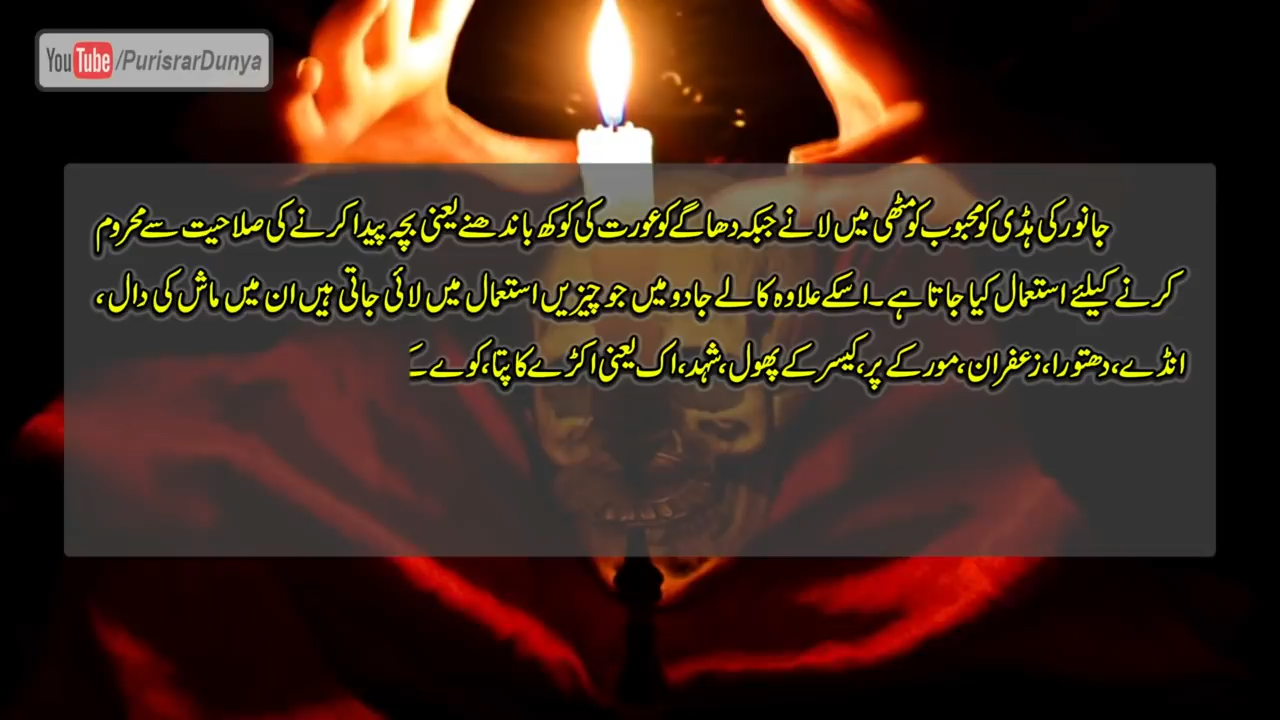 YouTube/PurisrarDunya
جانور کی ہڈی کو محبوب کو مٹھی میں لانے جبکہ دھاگے کو عورت کی کوکھ باندھنے یعنی بچہ پیدا کرنے کی صلاحیت سے محروم
کرنے کیلئے استعمال کیا جاتا ہے۔ اسکے علاوہ کالے جادو میں جو چیزیں استعمال میں لائی جاتی ہیں ان میں ماش کی دال،
انڈے، دھتورا، زعفران، مور کے پر، کیسر کے پھول، شہد، اک یعنی اکڑے کا پتا، کوے ۔